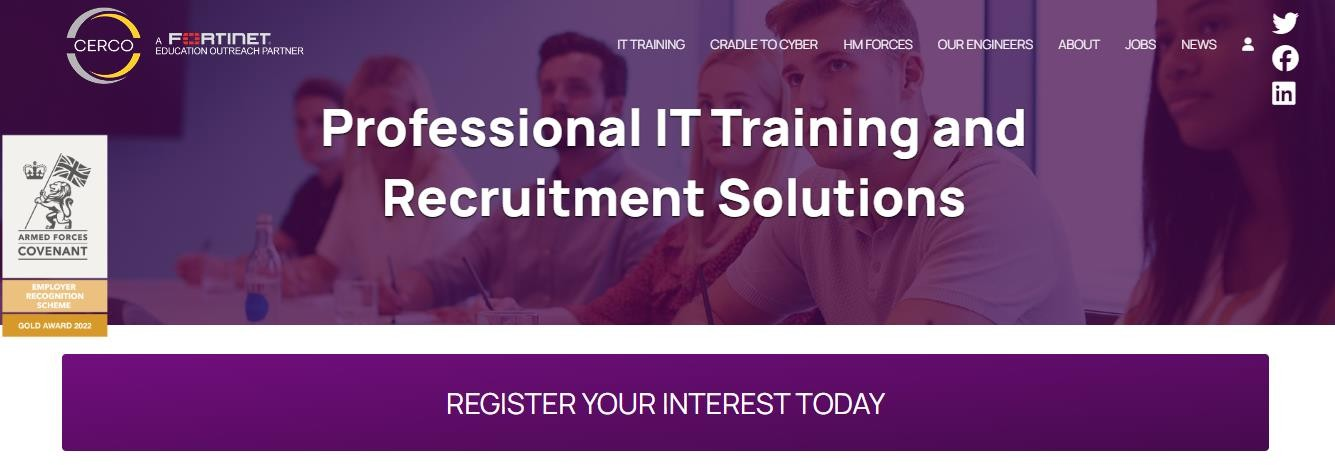 CERCO
A FORTINET
EDUCATION OUTREACH PARTNER
IT TRAINING CRADLE TO CYBER HM FORCES OUR ENGINEERS ABOUT JOBS NEWS
Professional IT Training and
Recruitment Solutions
ARMED FORCES
COVENANT
EMPLOYER
RECOGNITION
SCHEME
GOLD AWARD 2022
REGISTER YOUR INTEREST TODAY